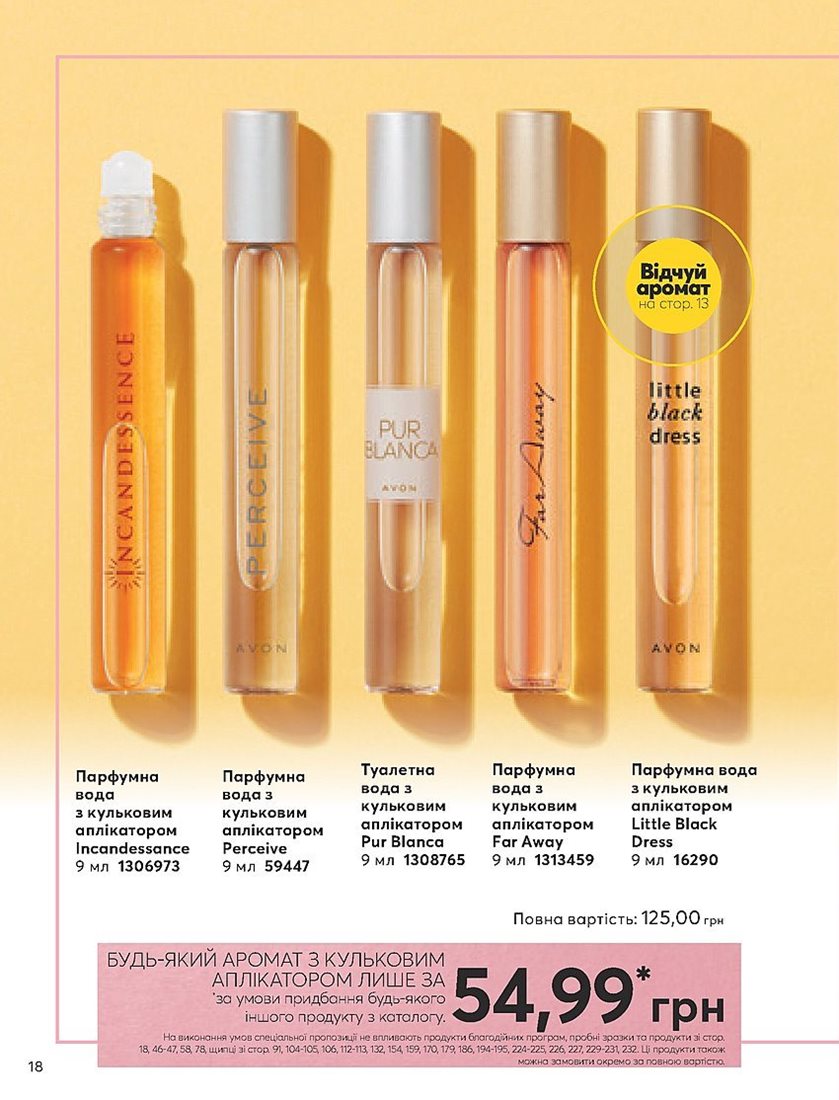 INCANDESSENCE
PERCEIVE
AVON
PUR
BLANCA
AVON
Far Away
Відчуй
аромат
на стор. 13
little
black
dress
AVON
Парфумна
вода
з кульковим
аплікатором
Incandessance
9 мл 1306973
Парфумна
вода з
кульковим
аплікатором
Perceive
9 мл 59447
Туалетна
вода з
кульковим
аплікатором
Pur Blanca
9 мл 1308765
Парфумна
вода з
кульковим
аплікатором
Far Away
9 мл 1313459
Парфумна вода
з кульковим
аплікатором
Little Black
Dress
9 мл 16290
Повна вартість: 125,00 грн
БУДЬ-ЯКИЙ АРОМАТ З КУЛЬКОВИМ
АПЛІКАТОРОМ ЛИШЕ ЗА
*за умови придбання будь-якого
іншого продукту з каталогу.
54,99* грн
На виконання умов спеціальної пропозиції не впливають продукти благодійних програм, пробні зразки та продукти зі стор.
18, 46-47, 58, 78, щипці зі стор. 91, 104-105, 106, 112-113, 132, 154, 159, 170, 179, 186, 194-195, 224-225, 226, 227, 229-231, 232. Ці продукти також
можна замовити окремо за повною вартістю.
18